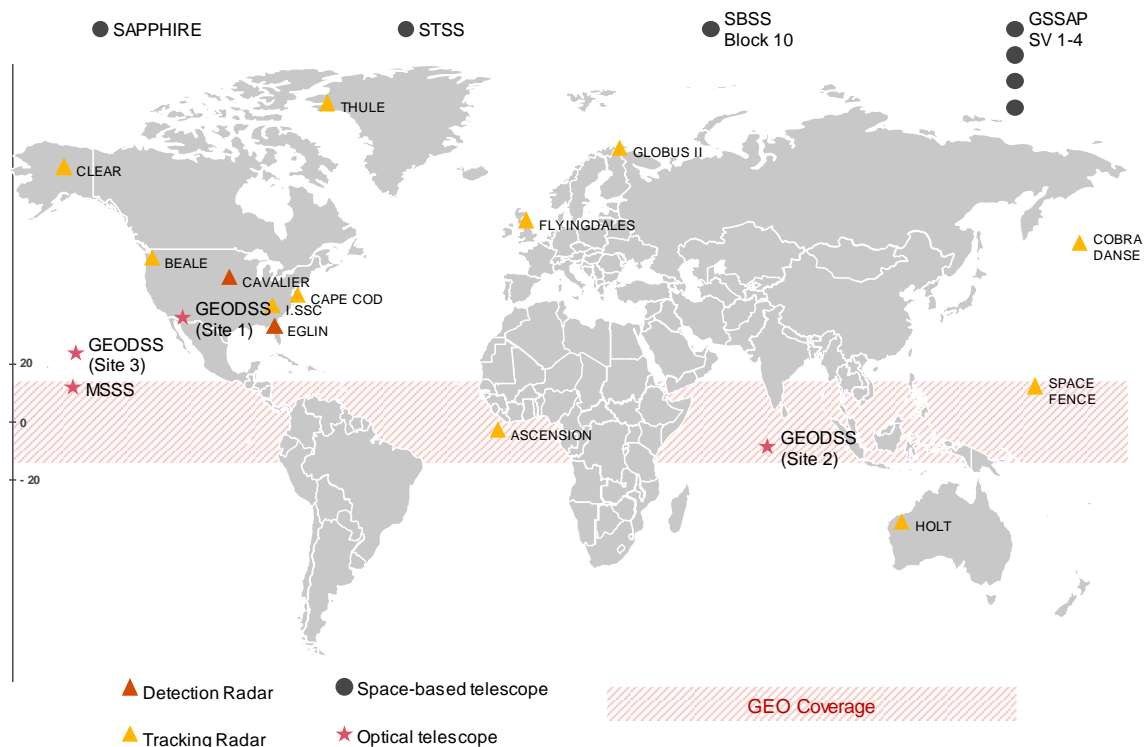 SAPPHIRE
STSS
SBSS
Block 10
GSSAP
SV 1-4
THULE
GLOBUS II
CLEAR
FLYINGDALES
COBRA
DANSE
BEALE
CAVALIER
CAPE COD
I.SSC
GEODSS
(Site 1)
EGLIN
GEODSS
(Site 3)
20
MSSS
SPACE
FENCE
0
ASCENSION
GEODSS
(Site 2)
- 20
HOLT
Detection Radar
Space-based telescope
GEO Coverage
Tracking Radar
Optical telescope